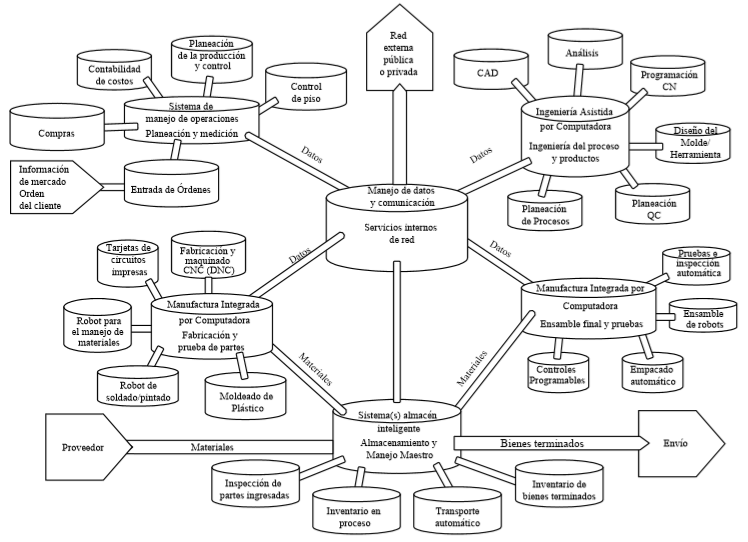 Red
externa
pública
o privada
Planeación
de la producción
y control
Contabilidad
de costos
Control
de piso
Sistema de
manejo de operaciones
Planeación y medición
Compras
Información
de mercado
Orden
del cliente
Entrada de Órdenes
Datos
Análisis
CAD
Programación
CN
Ingeniería Asistida
por Computadora
Ingeniería del proceso
y productos
Diseño del
Molde/
Herramienta
Planeación
de Procesos
Planeación
QC
Datos
Manejo de datos
y comunicación
Servicios internos
de red
Datos
Datos
Tarjetas de
circuitos
impresas
Fabricación y
maquinado
CNC (DNC)
Manufactura Integrada
por Computadora
Fabricación y
prueba de partes
Robot para
el manejo de
materiales
Robot de
soldado/pintado
Moldeado de
Plástico
Materiales
Pruebas e
inspección
automática
Manufactura Integrada por
Computadora
Ensamble final y pruebas
Ensamble
de robots
Controles
Programables
Empacado
automático
Materiales
Sistema(s) almacén
inteligente
Almacenamiento y
Manejo Maestro
Proveedor
Materiales
Bienes terminados
Envío
Inspección de
partes ingresadas
Inventario en
proceso
Transporte
automático
Inventario de
bienes terminados